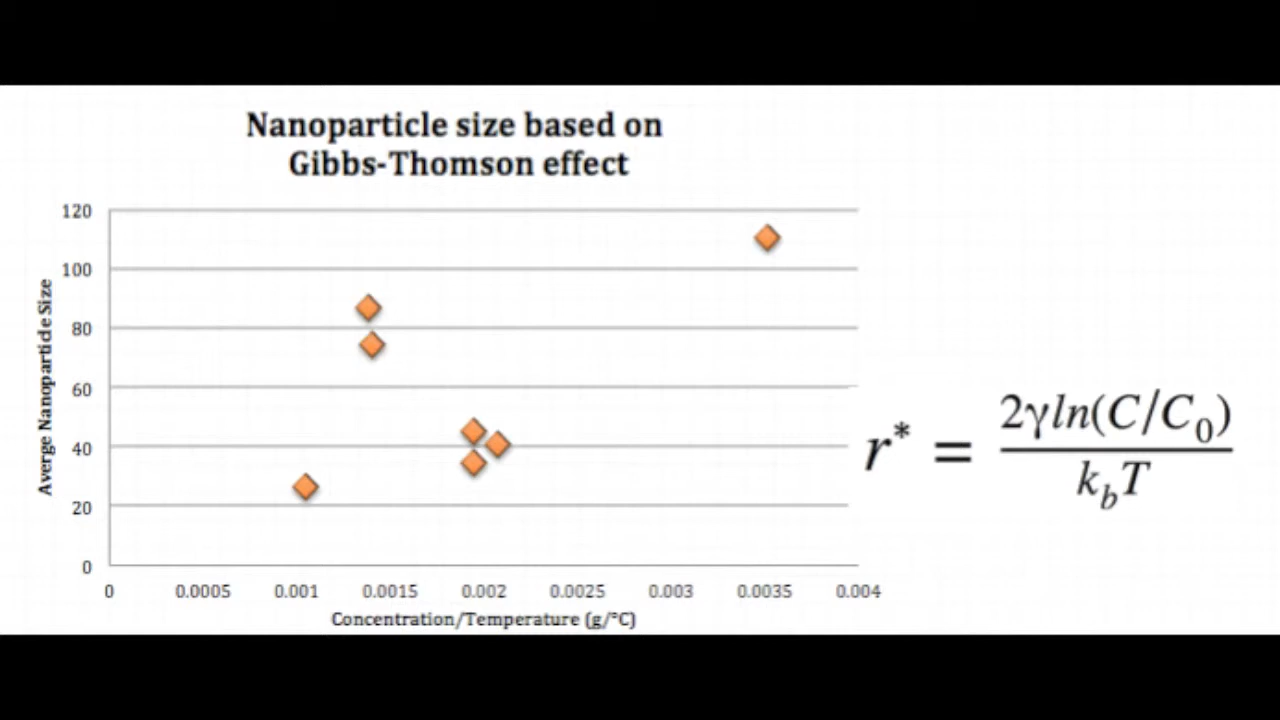 Nanoparticle size based on
Gibbs-Thomson effect
120
100
80
60
40
20
0
Averge Nanoparticle Size
0 0.0005 0.001 0.0015 0.002 0.0025 0.003 0.0035 0.004
Concentration/Temperature (g/°C)
r* = 2γln(C/C₀)
k_bT